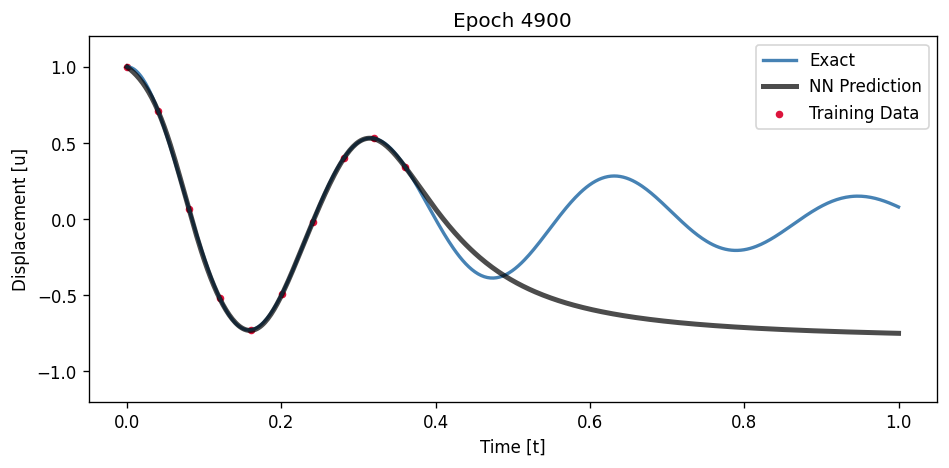 Epoch 4900
Exact
NN Prediction
Training Data
Displacement [u]
1.0
0.5
0.0
−0.5
−1.0
0.0 0.2 0.4 0.6 0.8 1.0
Time [t]